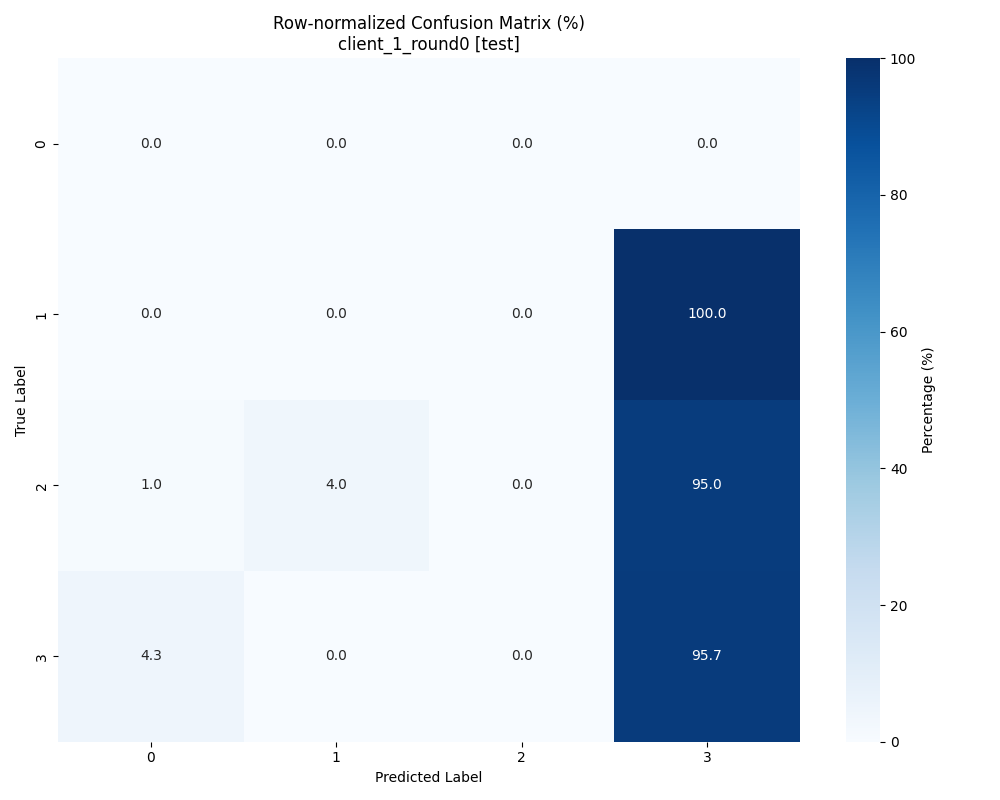 Row-normalized Confusion Matrix (%)
client_1_round0 [test]
100
0 0.0 0.0 0.0 0.0
80
1 0.0 0.0 0.0 100.0
60
True Label
Percentage (%)
40
2 1.0 4.0 0.0 95.0
20
3 4.3 0.0 0.0 95.7
0
0 1 2 3
Predicted Label